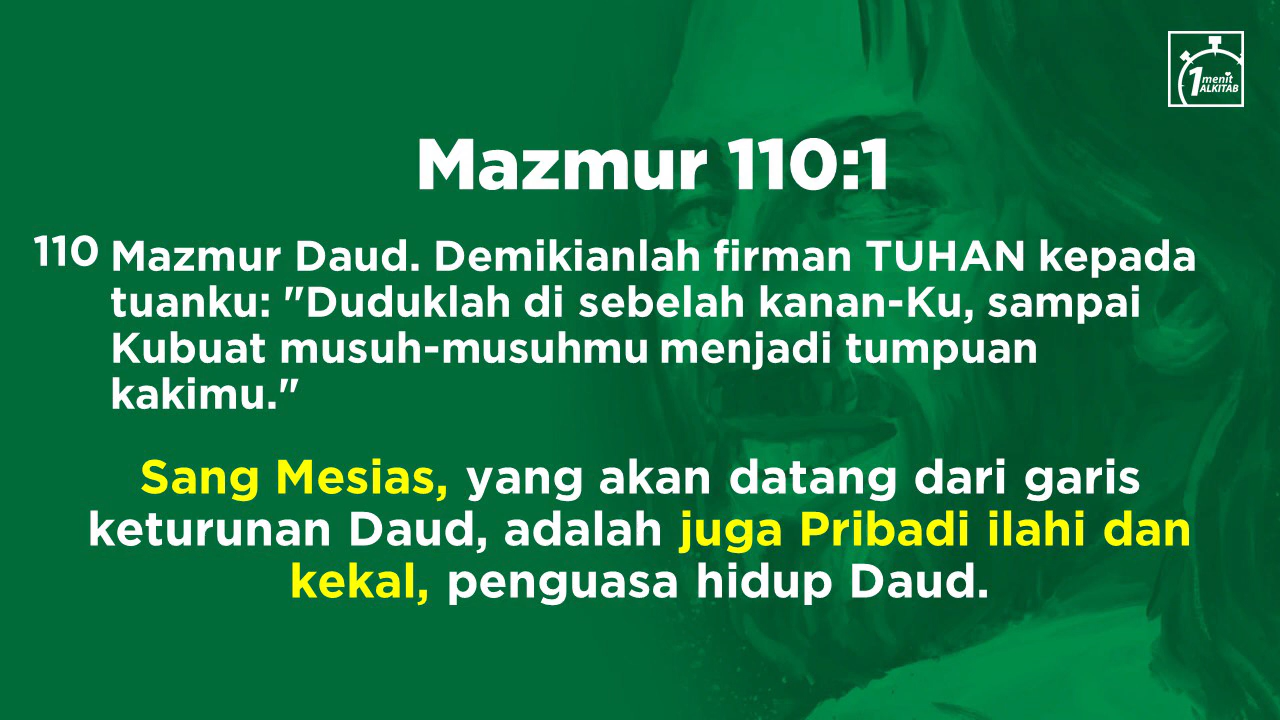 1 menit
ALKITAB
Mazmur 110:1
110 Mazmur Daud. Demikianlah firman TUHAN kepada
tuanku: "Duduklah di sebelah kanan-Ku, sampai
Kubuat musuh-musuhmu menjadi tumpuan
kakimu."
Sang Mesias, yang akan datang dari garis
keturunan Daud, adalah juga Pribadi ilahi dan
kekal, penguasa hidup Daud.